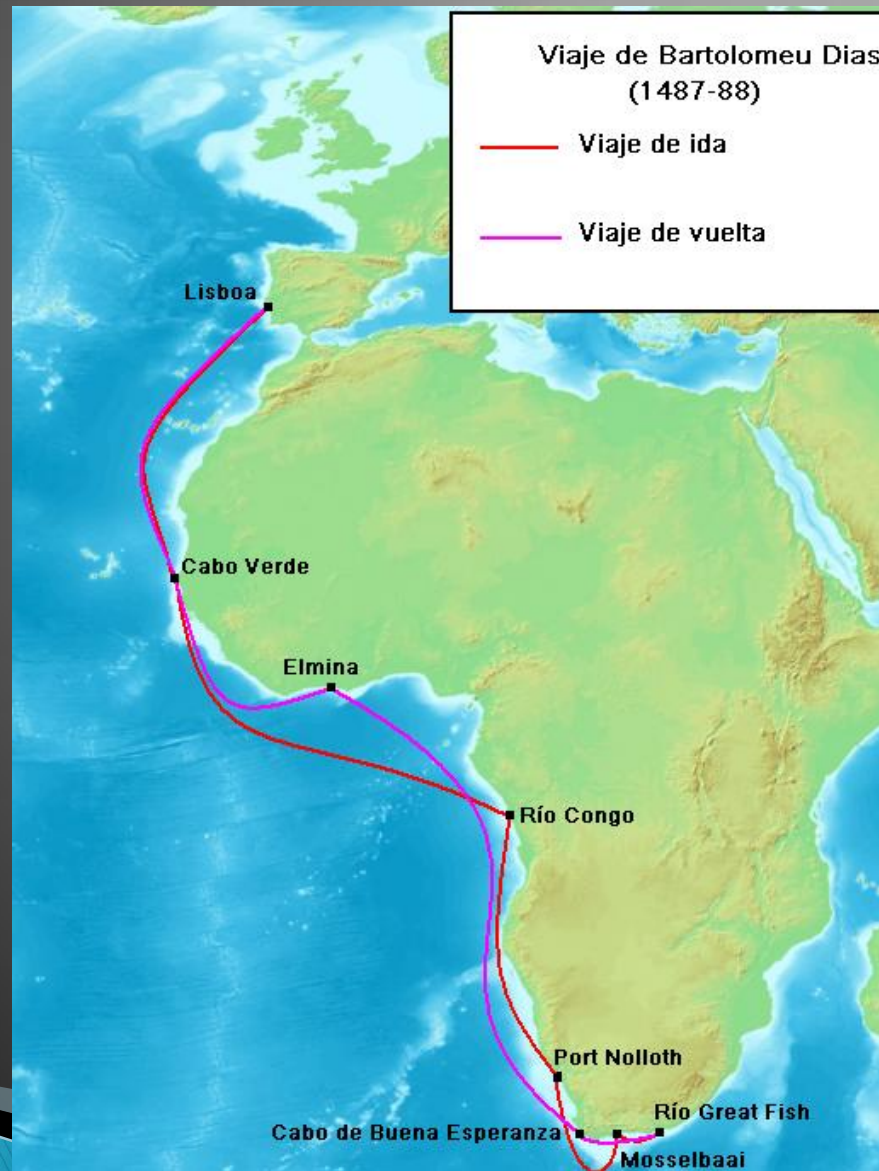 Viaje de Bartolomeu Dias
(1487-88)
Viaje de ida
Viaje de vuelta
Lisboa
Cabo Verde
Elmina
Río Congo
Port Nolloth
Río Great Fish
Cabo de Buena Esperanza
Mosselbaai